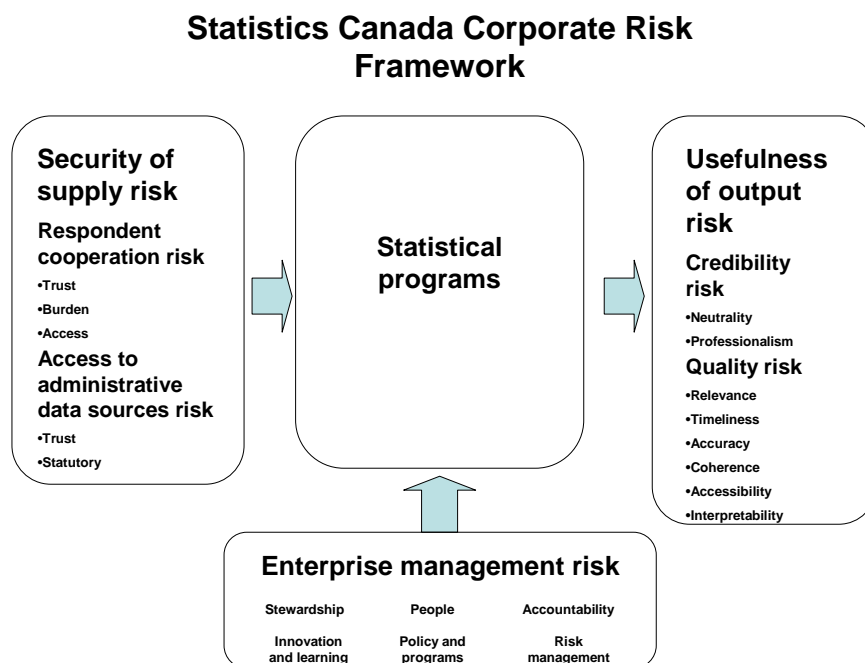 Statistics Canada Corporate Risk
Framework
Security of
supply risk
Respondent
cooperation risk
•Trust
•Burden
•Access
Access to
administrative
data sources risk
•Trust
•Statutory
Statistical
programs
Usefulness
of output
risk
Credibility
risk
•Neutrality
•Professionalism
Quality risk
•Relevance
•Timeliness
•Accuracy
•Coherence
•Accessibility
•Interpretability
Enterprise management risk
Stewardship
People
Accountability
Innovation
and learning
Policy and
programs
Risk
management